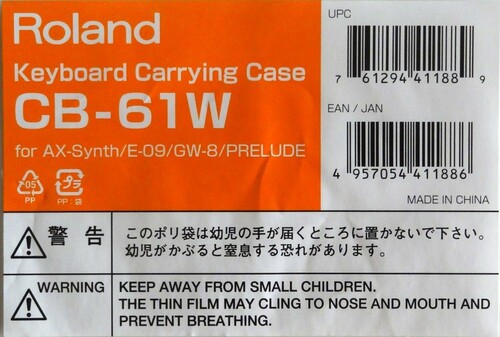 Roland
Keyboard Carrying Case
CB-61W
for AX-Synth/E-09/GW-8/PRELUDE
05
PP
プラ
PP : 袋
UPC
7 61294 41188 9
EAN / JAN
4 957054 411886
MADE IN CHINA
警告
このポリ袋は幼児の手が届くところに置かないで下さい。
幼児がかぶると窒息する恐れがあります。
WARNING
KEEP AWAY FROM SMALL CHILDREN.
THE THIN FILM MAY CLING TO NOSE AND MOUTH AND
PREVENT BREATHING.